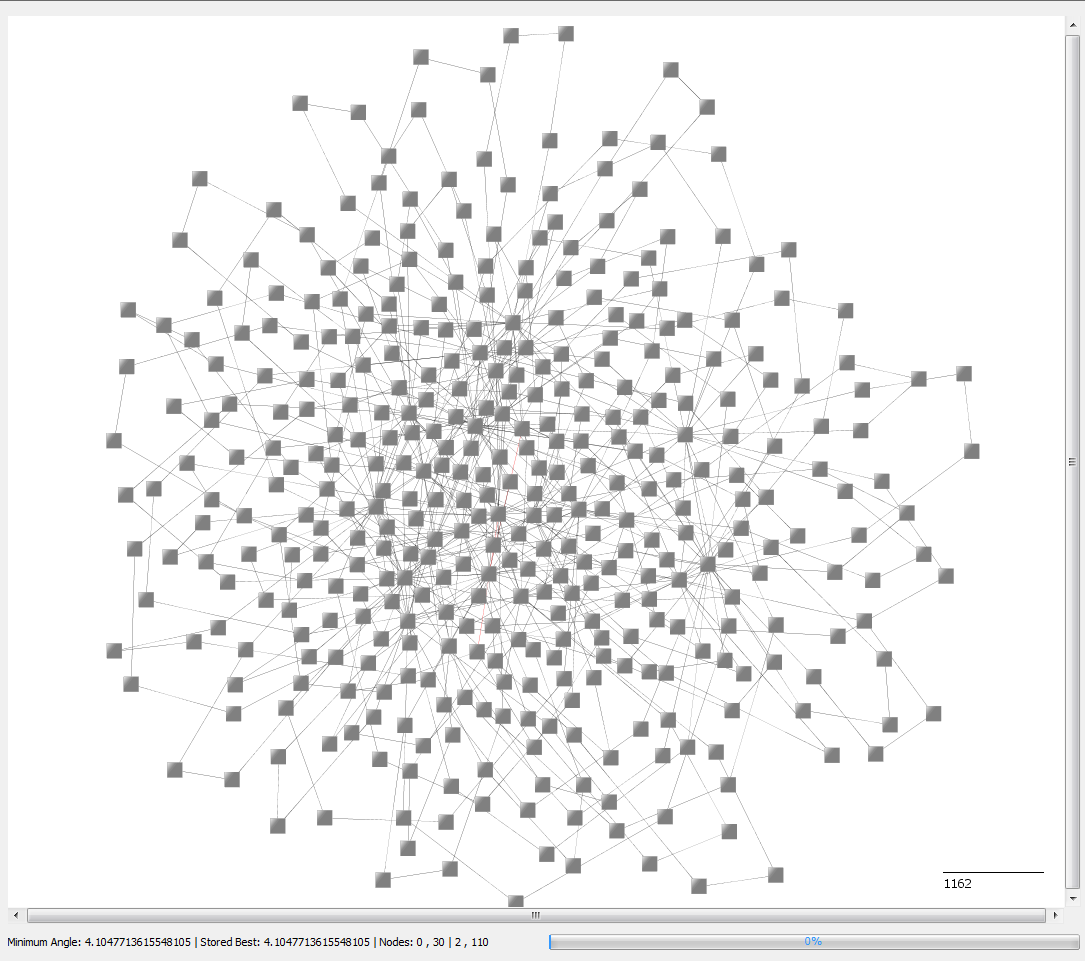 1162
Minimum Angle: 4.1047713615548105 | Stored Best: 4.1047713615548105 | Nodes: 0 , 30 | 2 , 110
0%